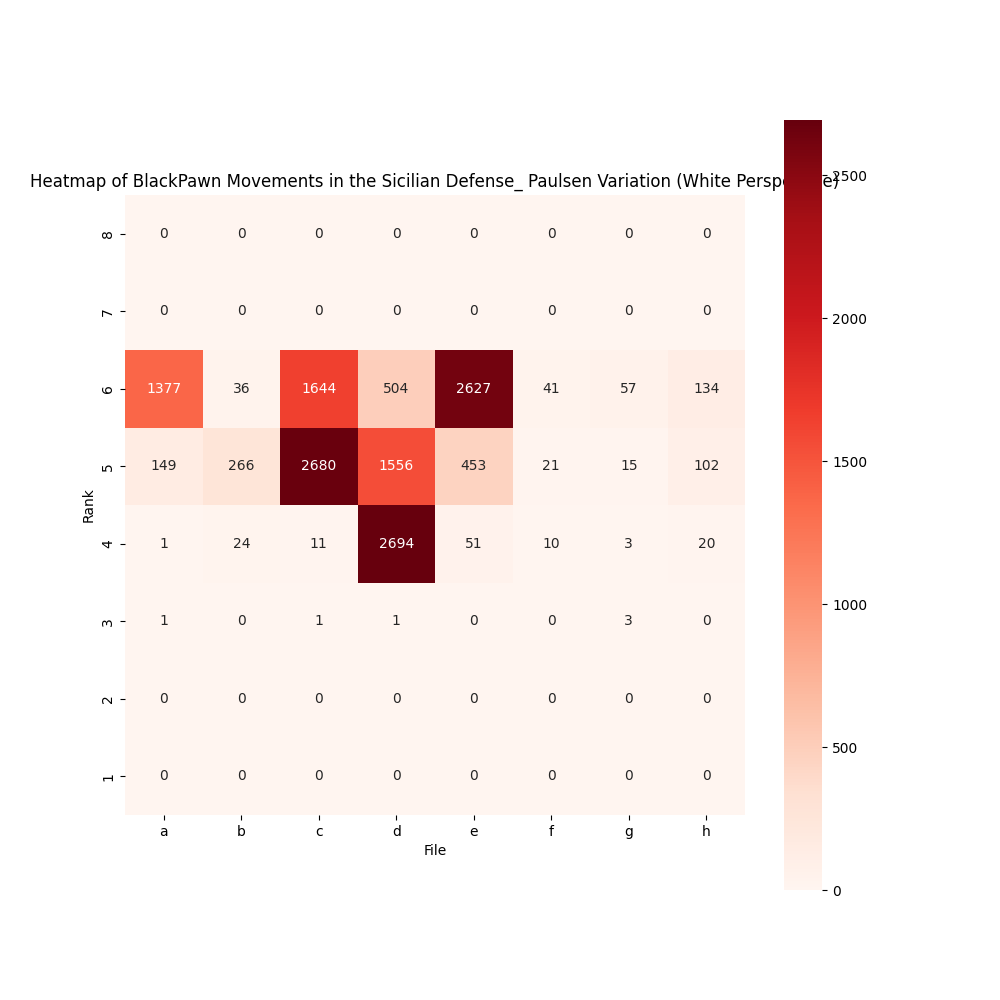 Heatmap of BlackPawn Movements in the Sicilian Defense_ Paulsen Variation (White Persp e)
2500
2000
1500
1000
500
0
Rank
8 0 0 0 0 0 0 0 0
7 0 0 0 0 0 0 0 0
6 1377 36 1644 504 2627 41 57 134
5 149 266 2680 1556 453 21 15 102
4 1 24 11 2694 51 10 3 20
3 1 0 1 1 0 0 3 0
2 0 0 0 0 0 0 0 0
1 0 0 0 0 0 0 0 0
a b c d e f g h
File